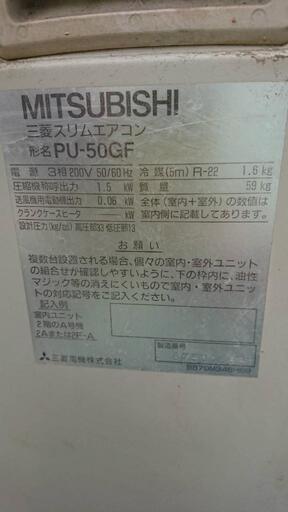 MITSUBISHI
三菱スリムエアコン
形名 PU-50GF
電源 3相200V 50/60Hz 冷媒(5m) R-22 1.6kg
圧縮機称呼出力 1.5 kW 質量 59kg
送風機用電動機出力 0.06 kW 全体(室内+室外)の数値は
クランクケースヒータ kW 室内側に記載してあります。
設計圧力(kg/㎠) 高圧部33 低圧部13
お願い
複数台設置される場合、個々の室内・室外ユニット
が確認しやすいように、下の枠内に、油性
マジック等の消えにくいもので室内・室外ユニッ
トの対応記号をご記入ください。
記入例
室内ユニット
2階のA号機
2Aまたは2F-A
三菱電機株式会社
製造番号